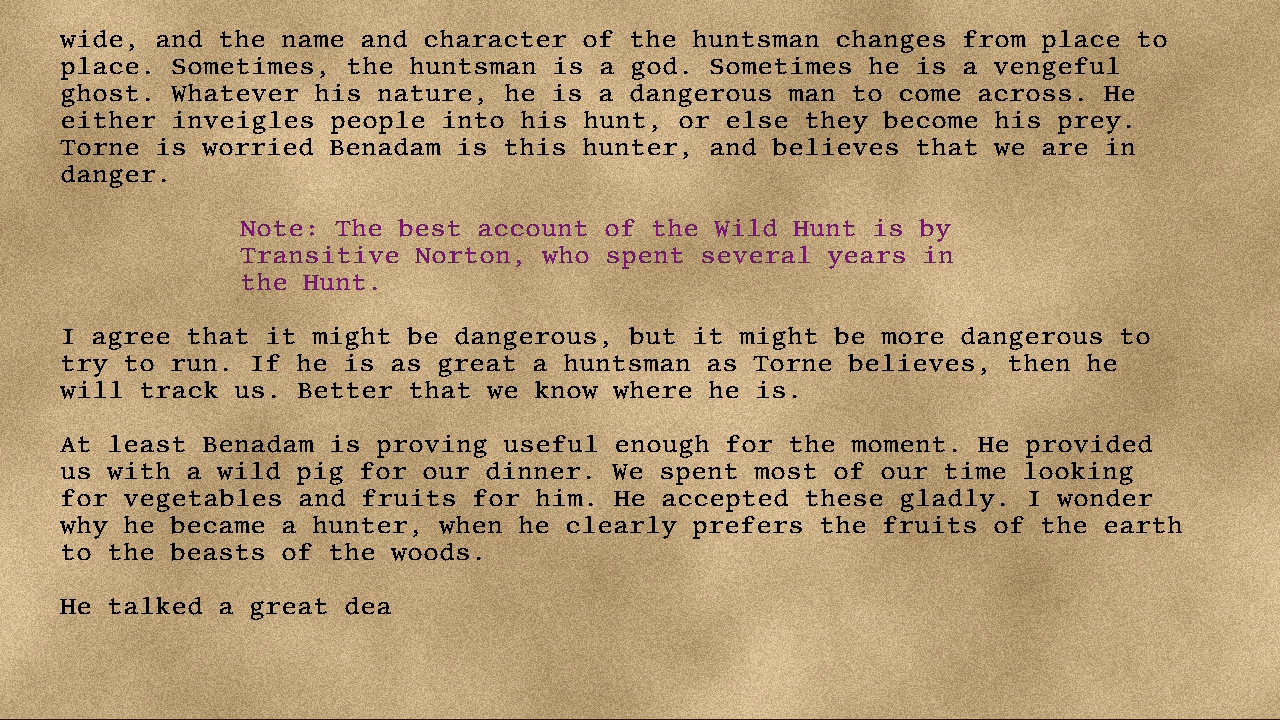 wide, and the name and character of the huntsman changes from place to
place. Sometimes, the huntsman is a god. Sometimes he is a vengeful
ghost. Whatever his nature, he is a dangerous man to come across. He
either inveigles people into his hunt, or else they become his prey.
Torne is worried Benadam is this hunter, and believes that we are in
danger.
Note: The best account of the Wild Hunt is by
Transitive Norton, who spent several years in
the Hunt.
I agree that it might be dangerous, but it might be more dangerous to
try to run. If he is as great a huntsman as Torne believes, then he
will track us. Better that we know where he is.
At least Benadam is proving useful enough for the moment. He provided
us with a wild pig for our dinner. We spent most of our time looking
for vegetables and fruits for him. He accepted these gladly. I wonder
why he became a hunter, when he clearly prefers the fruits of the earth
to the beasts of the woods.
He talked a great dea